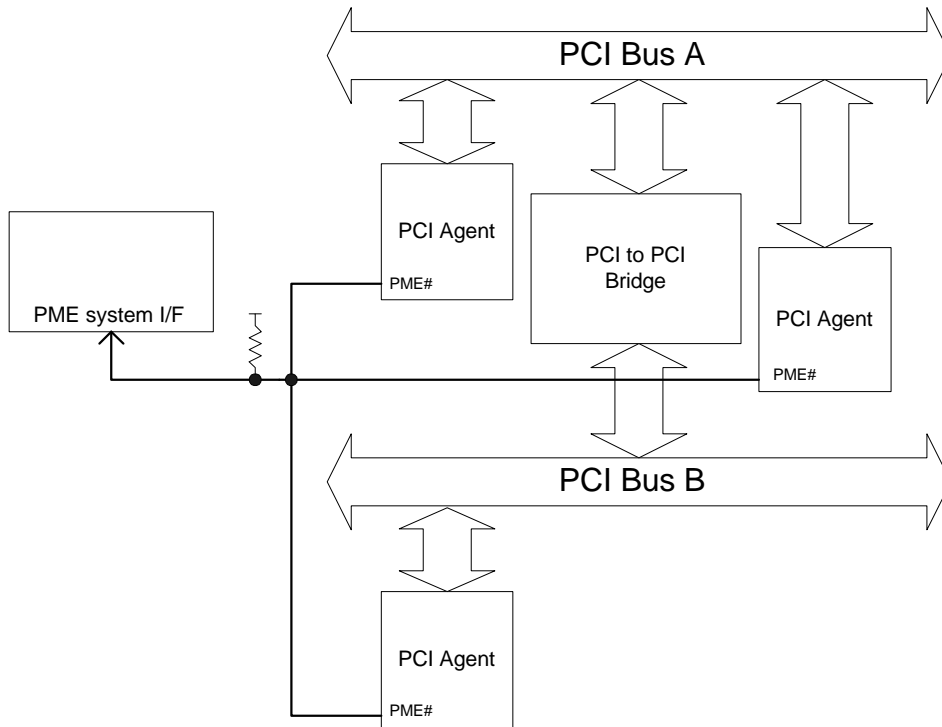 PCI Bus A
PCI Agent
PME#
PCI to PCI
Bridge
PCI Agent
PME#
PME system I/F
PCI Bus B
PCI Agent
PME#